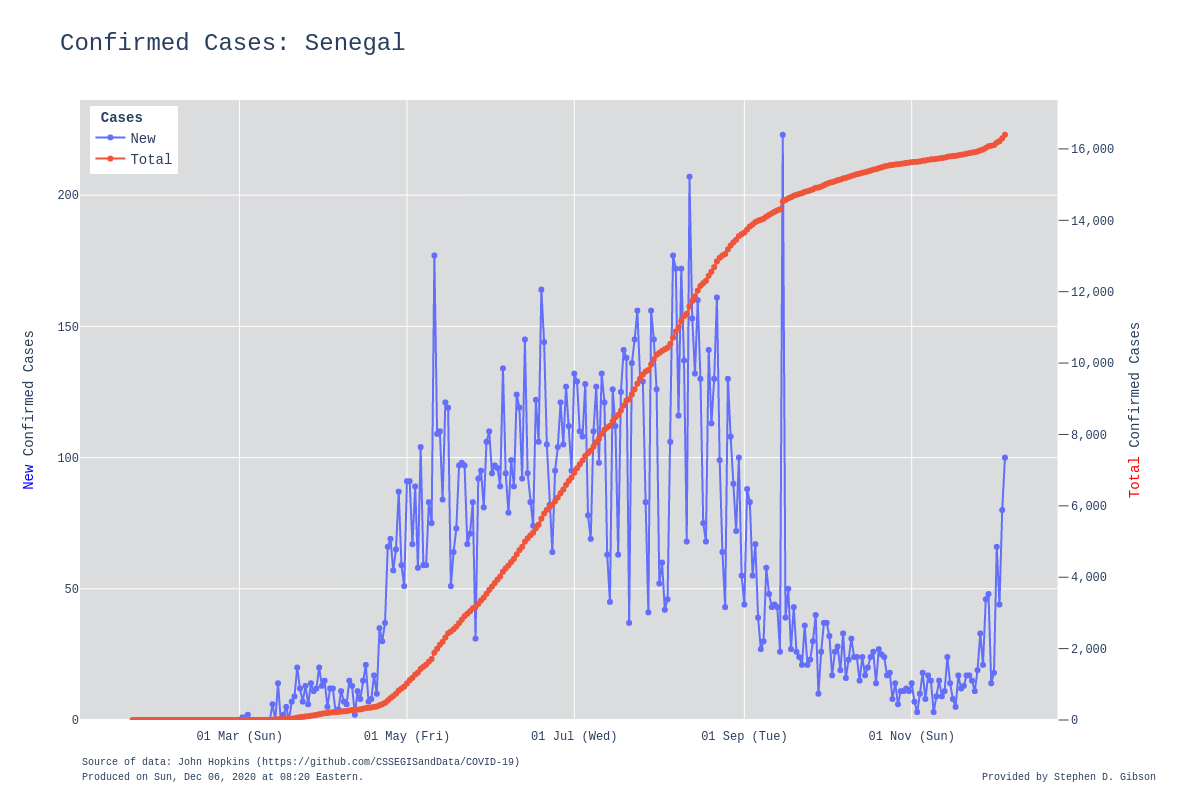 Confirmed Cases: Senegal
Cases
New
Total
200
150
100
50
0
16,000
14,000
12,000
10,000
8,000
6,000
4,000
2,000
0
New Confirmed Cases
Total Confirmed Cases
01 Mar (Sun)
01 May (Fri)
01 Jul (Wed)
01 Sep (Tue)
01 Nov (Sun)
Source of data: John Hopkins (https://github.com/CSSEGISandData/COVID-19)
Produced on Sun, Dec 06, 2020 at 08:20 Eastern.
Provided by Stephen D. Gibson